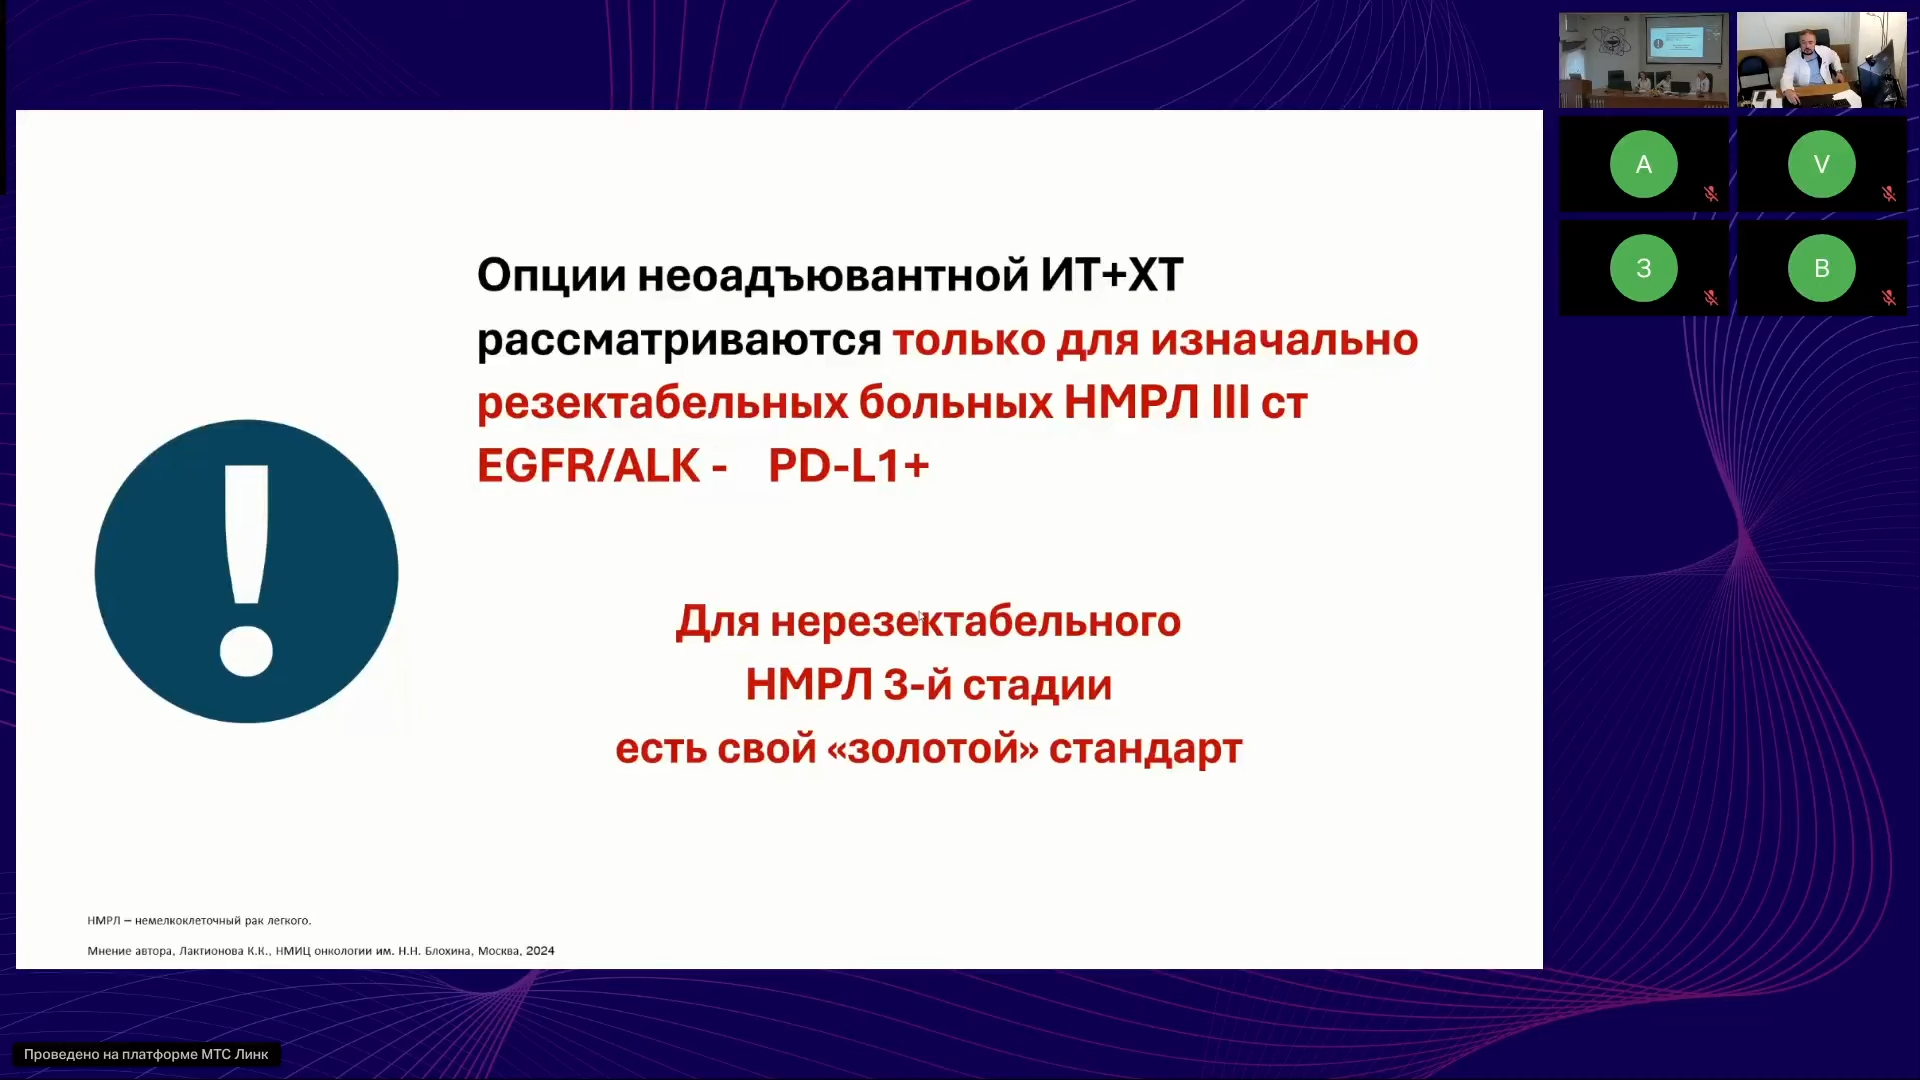 Опции неоадъювантной ИТ+ХТ
рассматриваются только для изначально
резектабельных больных НМРЛ III ст
EGFR/ALK - PD-L1+
Для нерезектабельного
НМРЛ 3-й стадии
есть свой «золотой» стандарт
НМРЛ – немелкоклеточный рак легкого.
Мнение автора, Лактионова К.К., НМИЦ онкологии им. Н.Н. Блохина, Москва, 2024
A
V
З
В
Проведено на платформе МТС Линк